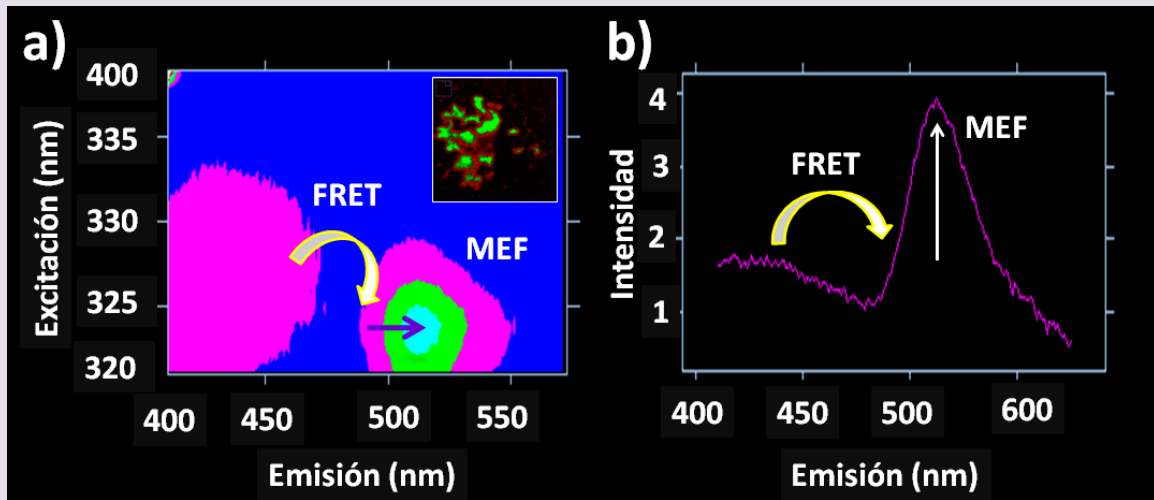 a)
400
335
330
325
320
Excitación (nm)
FRET
MEF
400
450
500
550
Emisión (nm)
b)
4
3
2
1
Intensidad
FRET
MEF
400
450
500
600
Emisión (nm)